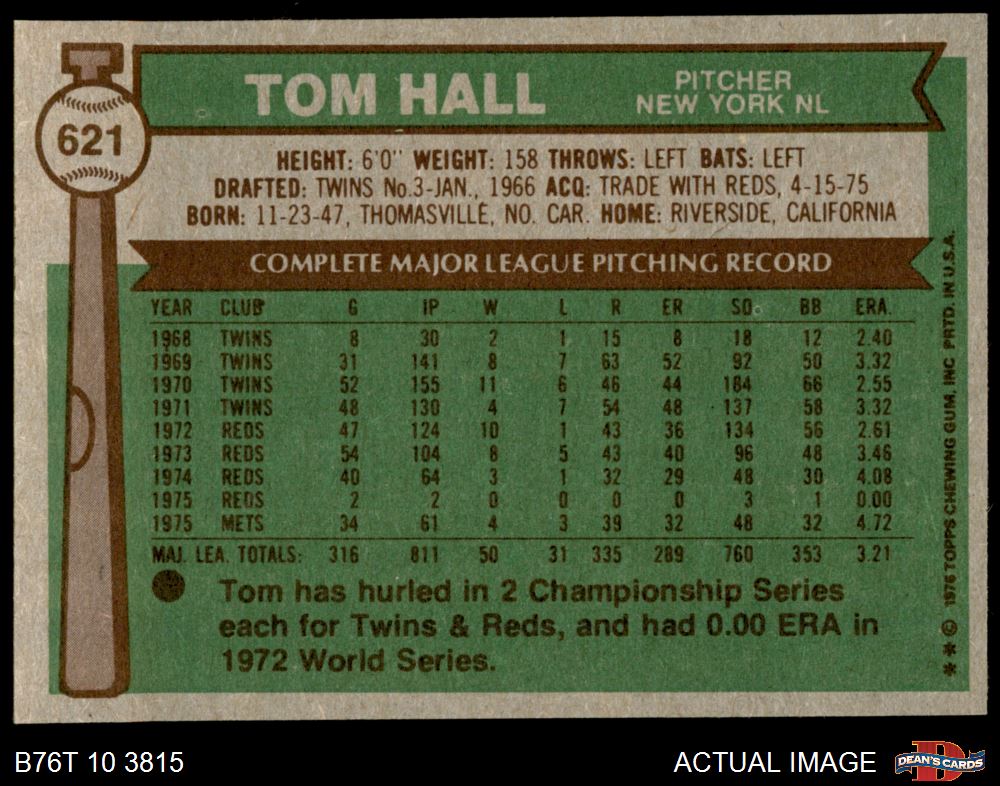 621
TOM HALL
PITCHER
NEW YORK NL
HEIGHT: 6'0" WEIGHT: 158 THROWS: LEFT BATS: LEFT
DRAFTED: TWINS No.3-JAN., 1966 ACQ: TRADE WITH REDS, 4-15-75
BORN: 11-23-47, THOMASVILLE, NO. CAR. HOME: RIVERSIDE, CALIFORNIA
COMPLETE MAJOR LEAGUE PITCHING RECORD
YEAR CLUB G IP W L R ER SO BB ERA.
1968 TWINS 8 30 2 1 15 8 18 12 2.40
1969 TWINS 31 141 8 7 63 52 92 50 3.32
1970 TWINS 52 155 11 6 46 44 184 66 2.55
1971 TWINS 48 130 4 7 54 48 137 58 3.32
1972 REDS 47 124 10 1 43 36 134 56 2.61
1973 REDS 54 104 8 5 43 40 96 48 3.46
1974 REDS 40 64 3 1 32 29 48 30 4.08
1975 REDS 2 2 0 0 0 0 3 1 0.00
1975 METS 34 61 4 3 39 32 48 32 4.72
MAJ. LEA. TOTALS: 316 811 50 31 335 289 760 353 3.21
Tom has hurled in 2 Championship Series
each for Twins & Reds, and had 0.00 ERA in
1972 World Series.
** © 1976 TOPPS CHEWING GUM, INC PRTD. IN U.S.A.
B76T 10 3815
ACTUAL IMAGE
D
DEAN'S CARDS